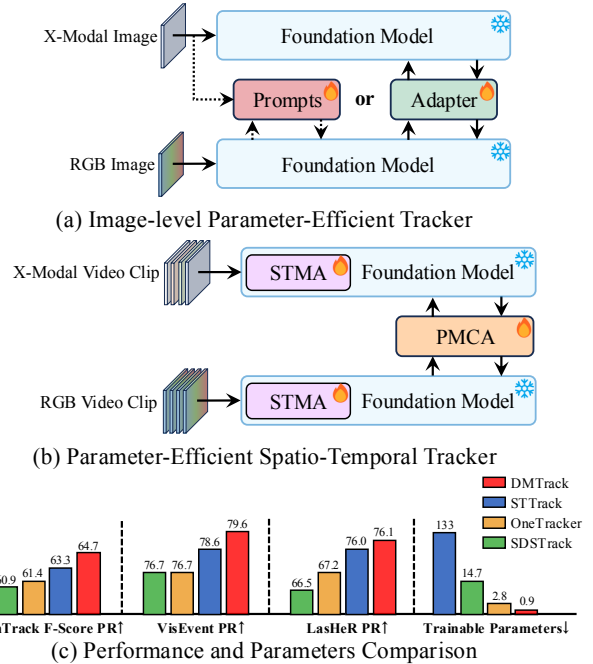 X-Modal Image
Foundation Model
Prompts or Adapter
RGB Image
Foundation Model
(a) Image-level Parameter-Efficient Tracker
X-Modal Video Clip
STMA Foundation Model
PMCA
RGB Video Clip
STMA Foundation Model
(b) Parameter-Efficient Spatio-Temporal Tracker
DMTrack
STTrack
OneTracker
SDSTrack
60.9 61.4 63.3 64.7
76.7 76.7 78.6 79.6
66.5 67.2 76.0 76.1
133 14.7 2.8 0.9
Track F-Score PR↑ VisEvent PR↑ LasHeR PR↑ Trainable Parameters↓
(c) Performance and Parameters Comparison